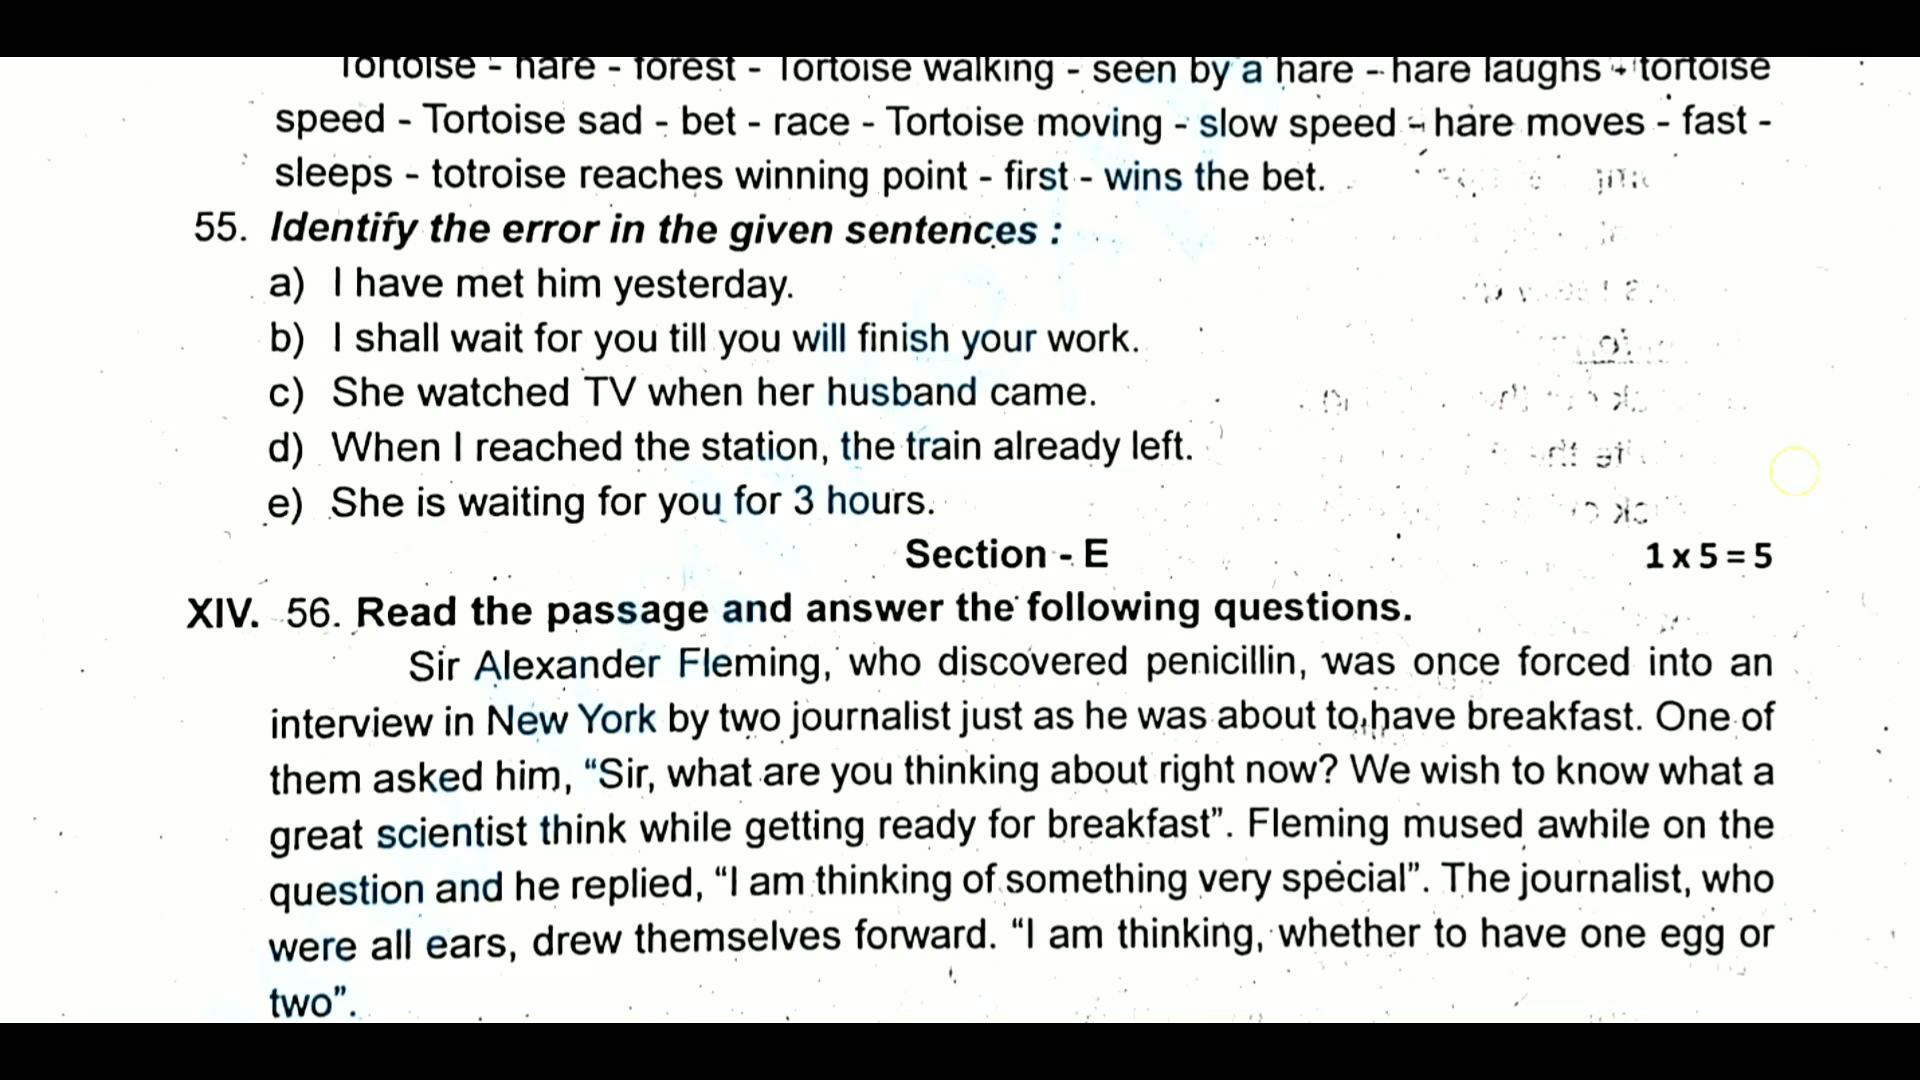 Tortoise - hare - forest - Tortoise walking - seen by a hare - hare laughs - tortoise
speed - Tortoise sad - bet - race - Tortoise moving - slow speed - hare moves - fast -
sleeps - totroise reaches winning point - first - wins the bet.
55. Identify the error in the given sentences :
a) I have met him yesterday.
b) I shall wait for you till you will finish your work.
c) She watched TV when her husband came.
d) When I reached the station, the train already left.
e) She is waiting for you for 3 hours.
Section - E 1 x 5 = 5
XIV. 56. Read the passage and answer the following questions.
Sir Alexander Fleming, who discovered penicillin, was once forced into an
interview in New York by two journalist just as he was about to have breakfast. One of
them asked him, “Sir, what are you thinking about right now? We wish to know what a
great scientist think while getting ready for breakfast”. Fleming mused awhile on the
question and he replied, “I am thinking of something very special”. The journalist, who
were all ears, drew themselves forward. “I am thinking, whether to have one egg or
two”.